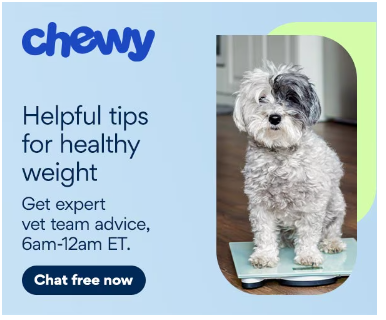 chewy
Helpful tips
for healthy
weight
Get expert
vet team advice,
6am-12am ET.
Chat free now